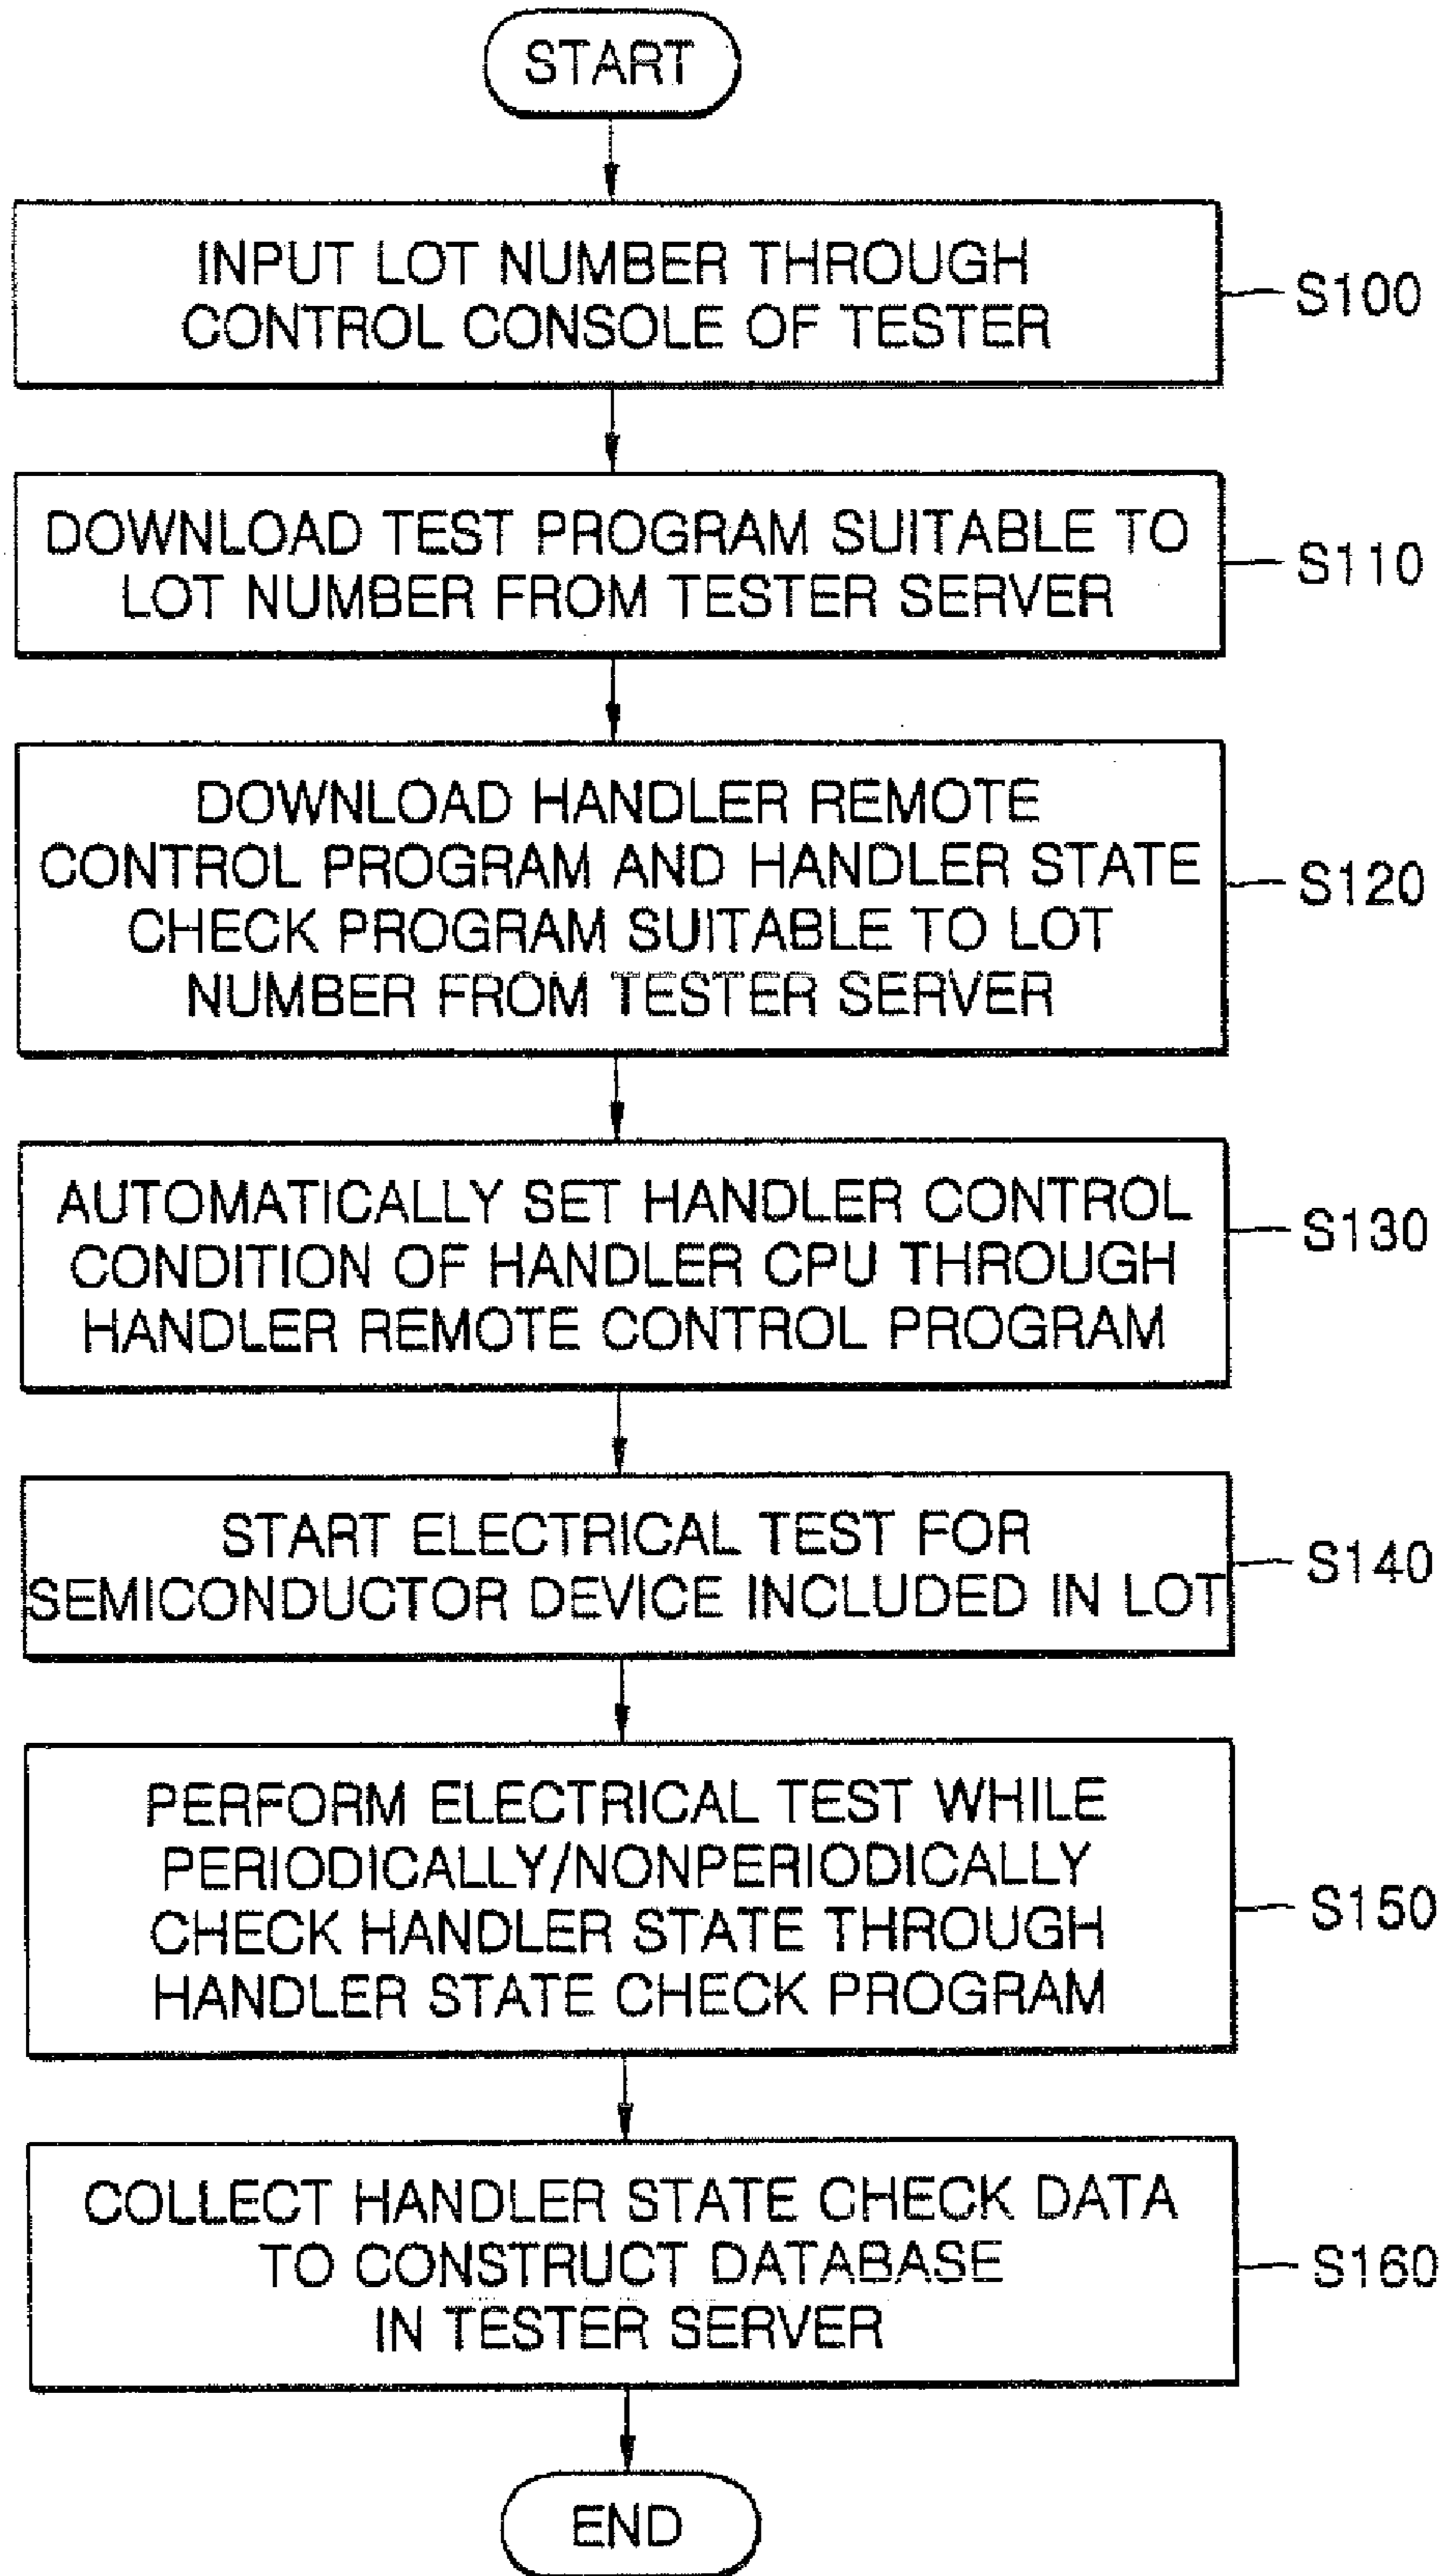 START
INPUT LOT NUMBER THROUGH
CONTROL CONSOLE OF TESTER
S100
DOWNLOAD TEST PROGRAM SUITABLE TO
LOT NUMBER FROM TESTER SERVER
S110
DOWNLOAD HANDLER REMOTE
CONTROL PROGRAM AND HANDLER STATE
CHECK PROGRAM SUITABLE TO LOT
NUMBER FROM TESTER SERVER
S120
AUTOMATICALLY SET HANDLER CONTROL
CONDITION OF HANDLER CPU THROUGH
HANDLER REMOTE CONTROL PROGRAM
S130
START ELECTRICAL TEST FOR
SEMICONDUCTOR DEVICE INCLUDED IN LOT
S140
PERFORM ELECTRICAL TEST WHILE
PERIODICALLY/NONPERIODICALLY
CHECK HANDLER STATE THROUGH
HANDLER STATE CHECK PROGRAM
S150
COLLECT HANDLER STATE CHECK DATA
TO CONSTRUCT DATABASE
IN TESTER SERVER
S160
END